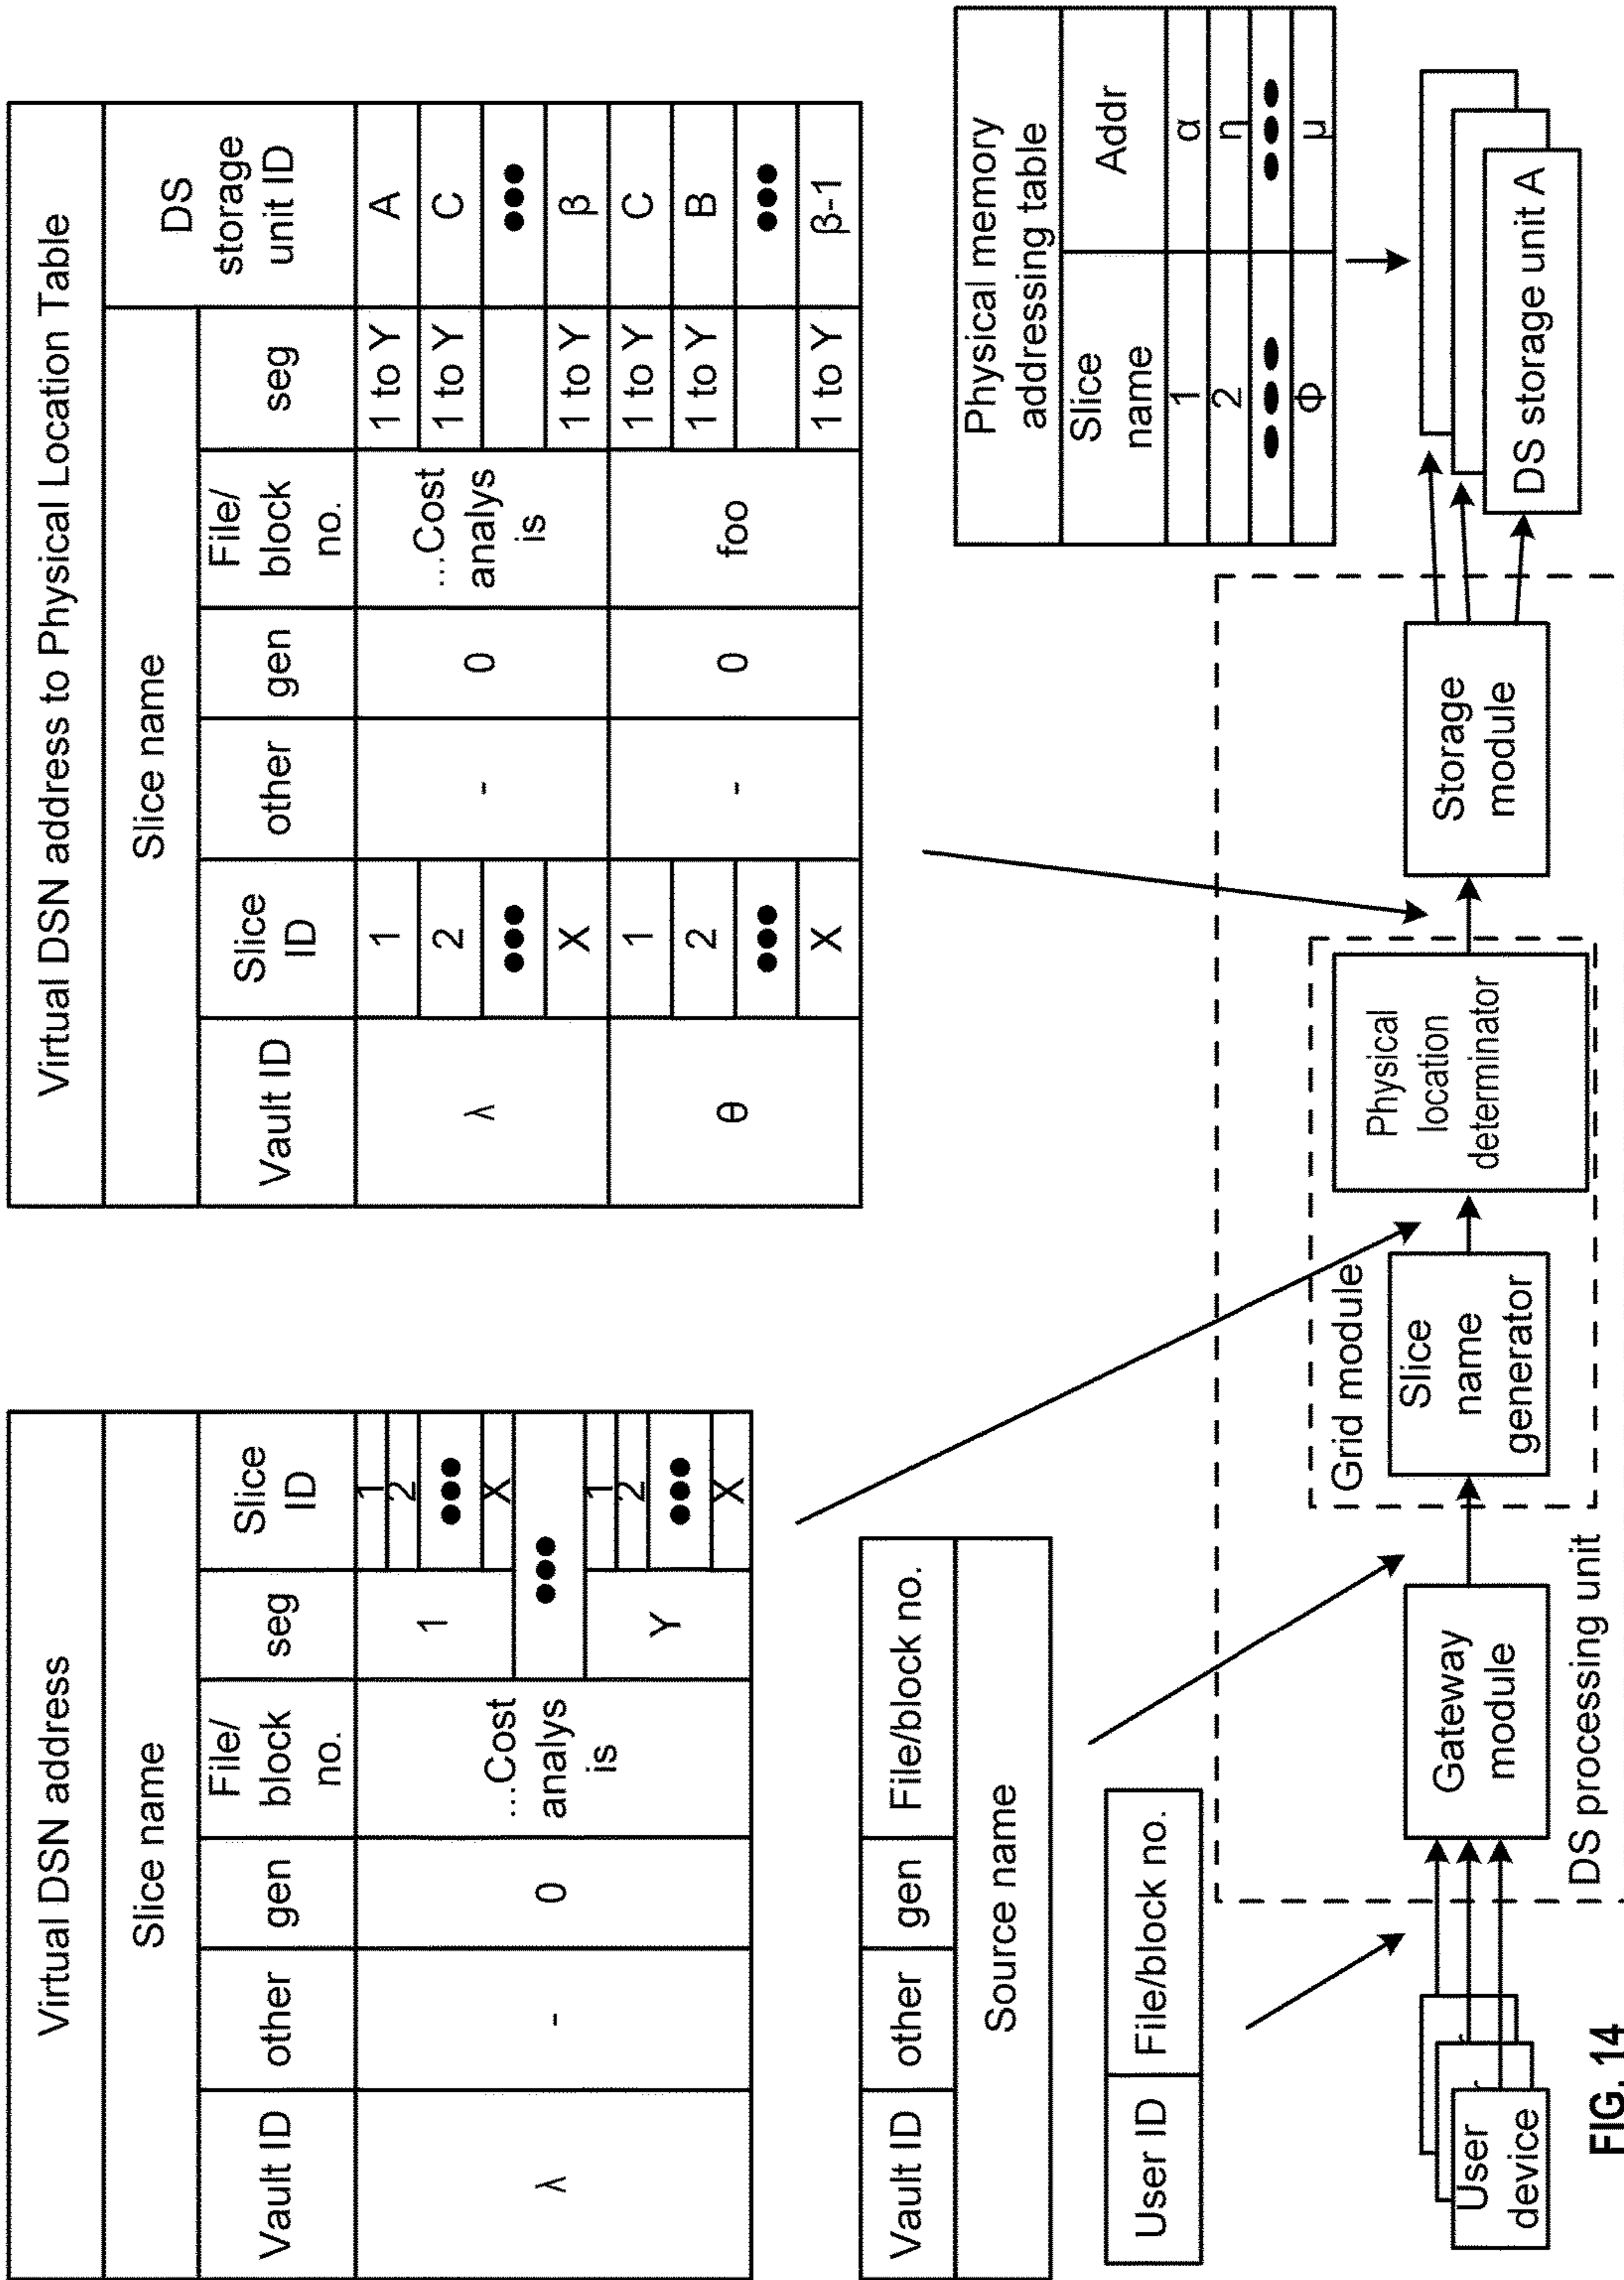 Virtual DSN address
Slice name
Vault ID other gen File/ block no. seg Slice ID
λ - 0 ...Cost analys is 1 1
2
●●●
X
●●●
Y 1
2
●●●
X
Vault ID other gen File/block no.
Source name
User ID File/block no.
Virtual DSN address to Physical Location Table
Slice name DS storage unit ID
Vault ID Slice ID other gen File/ block no. seg
λ 1 - 0 ...Cost analys is 1 to Y A
2 1 to Y C
●●● ●●●
X 1 to Y β
θ 1 - 0 foo 1 to Y C
2 1 to Y B
●●● ●●●
X 1 to Y β-1
Physical memory
addressing table
Slice name Addr
1 α
2 η
●●● ●●●
Φ μ
User
device
Gateway
module
Grid module
Slice
name
generator
Physical
location
determinator
Storage
module
DS storage unit A
DS processing unit
FIG. 14